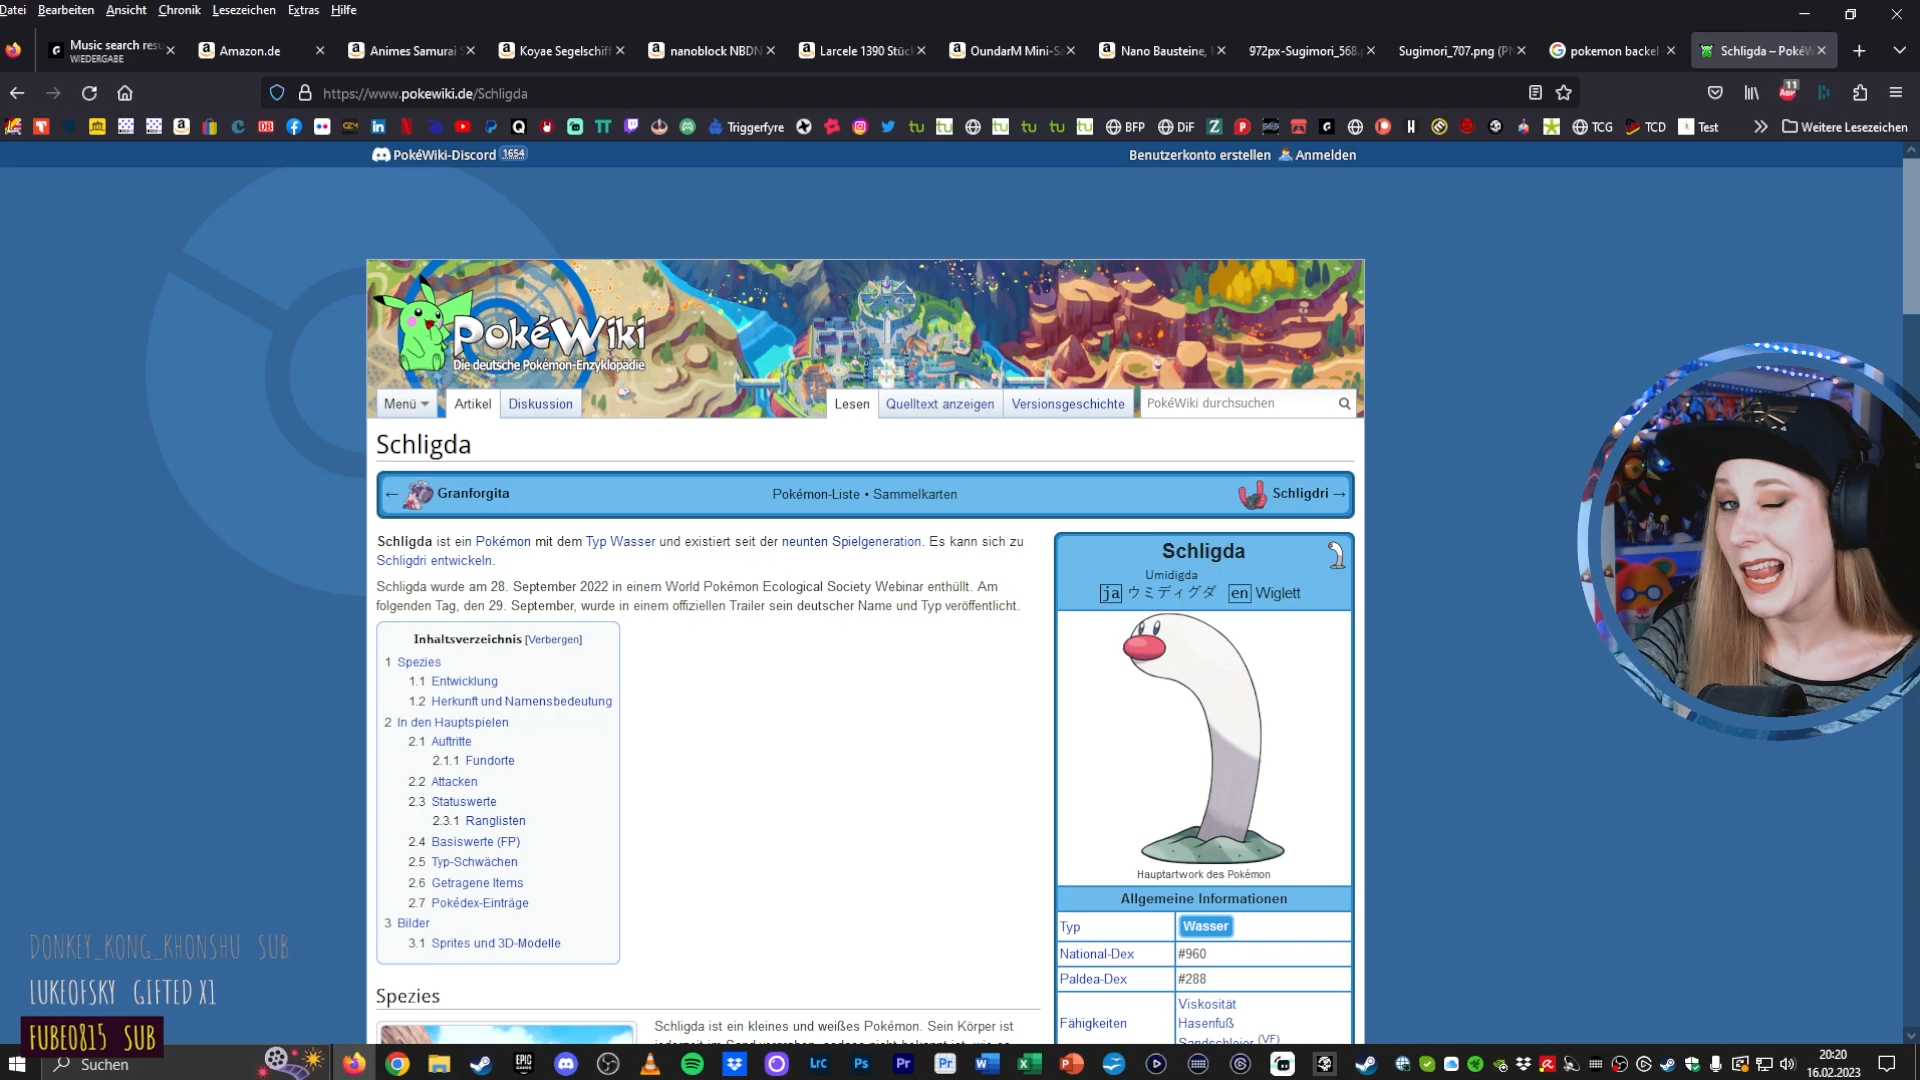 Datei Bearbeiten Ansicht Chronik Lesezeichen Extras Hilfe
Music search resu
WIEDERGABE
Amazon.de
Animes Samurai
Koyae Segelschiff
nanoblock NBDN
Larcele 1390 Stüc
OundarM Mini-S
Nano Bausteine,
972px-Sugimori_568.
Sugimori_707.png (P
pokemon backe
Schligda – PokéW
https://www.pokewiki.de/Schligda
11
Triggerfyre
BFP
DiF
TCG
TCD
Test
Weitere Lesezeichen
PokéWiki-Discord 1654
Benutzerkonto erstellen Anmelden
PokéWiki
Die deutsche Pokémon-Enzyklopädie
Menü Artikel Diskussion Lesen Quelltext anzeigen Versionsgeschichte PokéWiki durchsuchen
Schligda
← Granforgita Pokémon-Liste • Sammelkarten Schligdri →
Schligda ist ein Pokémon mit dem Typ Wasser und existiert seit der neunten Spielgeneration. Es kann sich zu
Schligdri entwickeln.
Schligda wurde am 28. September 2022 in einem World Pokémon Ecological Society Webinar enthüllt. Am
folgenden Tag, den 29. September, wurde in einem offiziellen Trailer sein deutscher Name und Typ veröffentlicht.
Inhaltsverzeichnis [Verbergen]
1 Spezies
1.1 Entwicklung
1.2 Herkunft und Namensbedeutung
2 In den Hauptspielen
2.1 Auftritte
2.1.1 Fundorte
2.2 Attacken
2.3 Statuswerte
2.3.1 Ranglisten
2.4 Basiswerte (FP)
2.5 Typ-Schwächen
2.6 Getragene Items
2.7 Pokédex-Einträge
3 Bilder
3.1 Sprites und 3D-Modelle
Spezies
Schligda ist ein kleines und weißes Pokémon. Sein Körper ist
Schligda
Umidigda
ja ウミディグダ en Wiglett
Hauptartwork des Pokémon
Allgemeine Informationen
Typ Wasser
National-Dex #960
Paldea-Dex #288
Fähigkeiten
Viskosität
Hasenfuß
Sandschleier (VF)
DONKEY_KONG_KHONSHU SUB
LUKEOFSKY GIFTED X1
FUBE0815 SUB
Suchen
20:20
16.02.2023